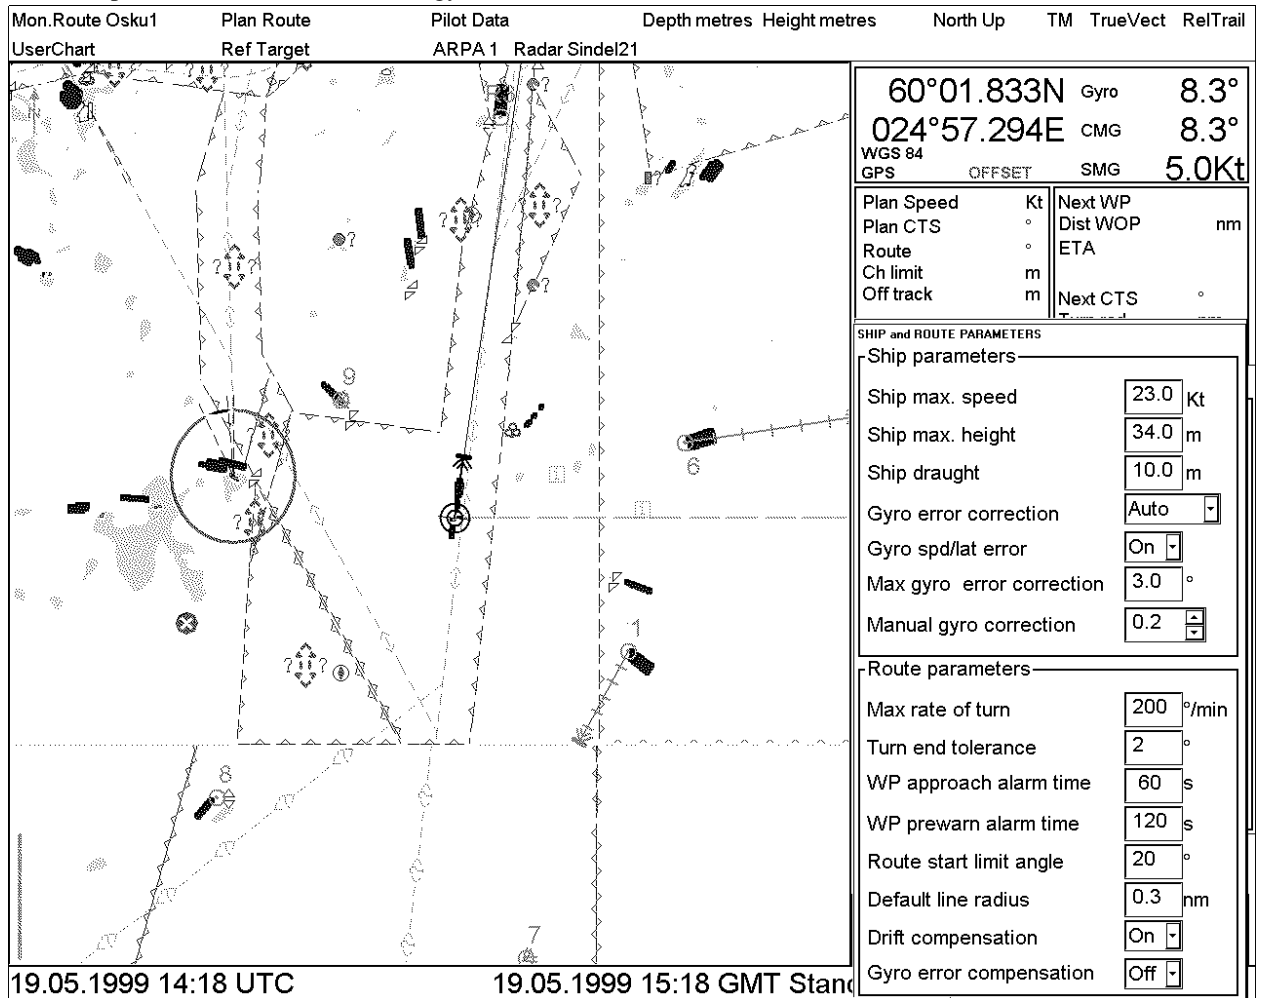 Mon.Route Osku1 Plan Route Pilot Data Depth metres Height metres North Up TM TrueVect RelTrail
UserChart Ref Target ARPA 1 Radar Sindel21
60°01.833N Gyro 8.3°
024°57.294E CMG 8.3°
WGS 84
GPS OFFSET SMG 5.0Kt
Plan Speed Kt Next WP
Plan CTS ° Dist WOP nm
Route ° ETA
Ch limit m
Off track m Next CTS °
SHIP and ROUTE PARAMETERS
Ship parameters
Ship max. speed 23.0 Kt
Ship max. height 34.0 m
Ship draught 10.0 m
Gyro error correction Auto
Gyro spd/lat error On
Max gyro error correction 3.0 °
Manual gyro correction 0.2
Route parameters
Max rate of turn 200 °/min
Turn end tolerance 2 °
WP approach alarm time 60 s
WP prewarn alarm time 120 s
Route start limit angle 20 °
Default line radius 0.3 nm
Drift compensation On
Gyro error compensation Off
?
?
? ?
? ?
?
? ?
?
9
?
6
?
1
? ?
8
7
19.05.1999 14:18 UTC 19.05.1999 15:18 GMT Stand